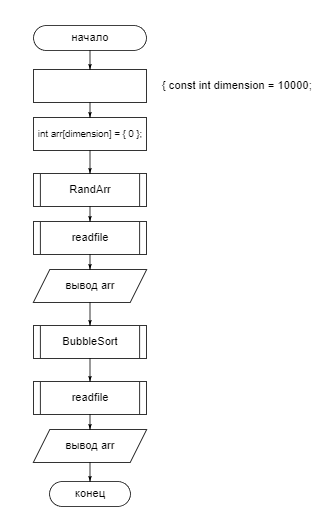 начало
{ const int dimension = 10000;
int arr[dimension] = { 0 };
RandArr
readfile
вывод arr
BubbleSort
readfile
вывод arr
конец